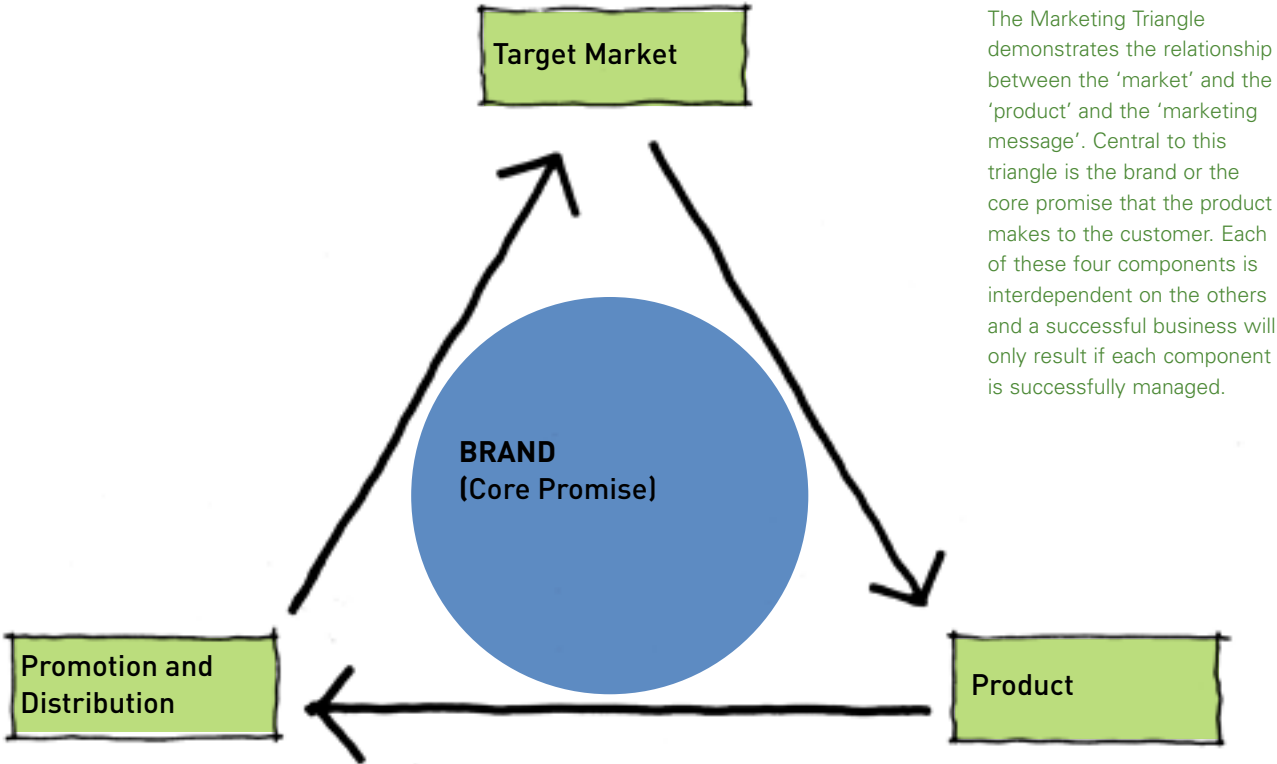 Target Market
The Marketing Triangle
demonstrates the relationship
between the ‘market’ and the
‘product’ and the ‘marketing
message’. Central to this
triangle is the brand or the
core promise that the product
makes to the customer. Each
of these four components is
interdependent on the others
and a successful business will
only result if each component
is successfully managed.
BRAND
(Core Promise)
Promotion and
Distribution
Product